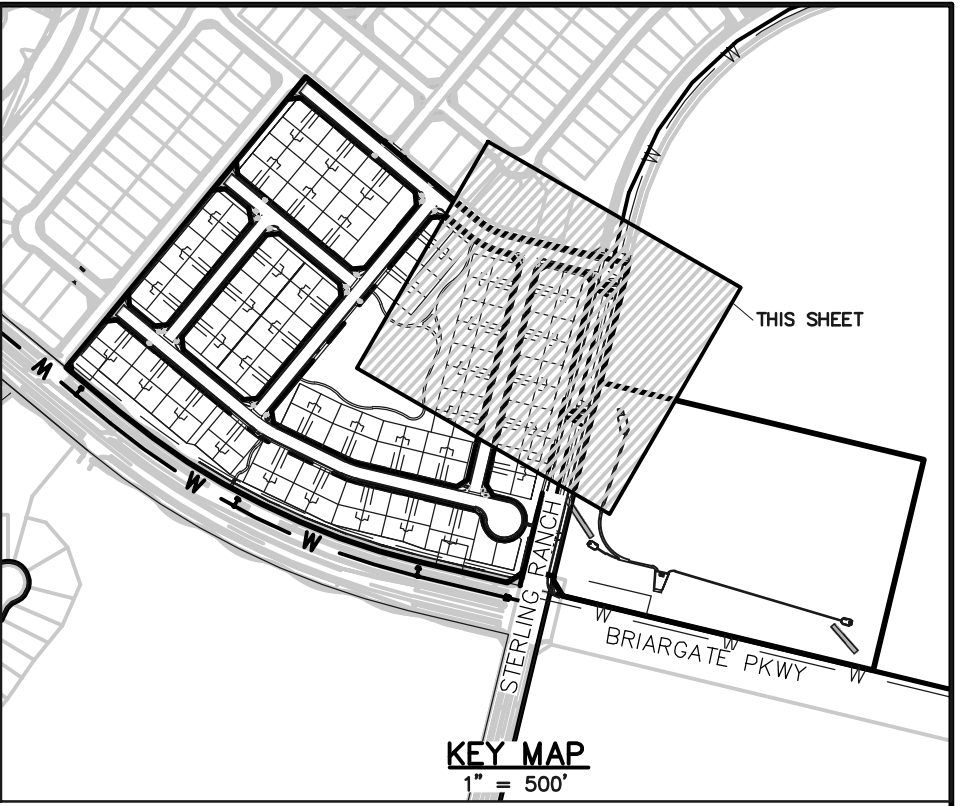 W
W
THIS SHEET
W
W
W
STERLING RANCH
W
W
W
BRIARGATE PKWY
KEY MAP
1" = 500'